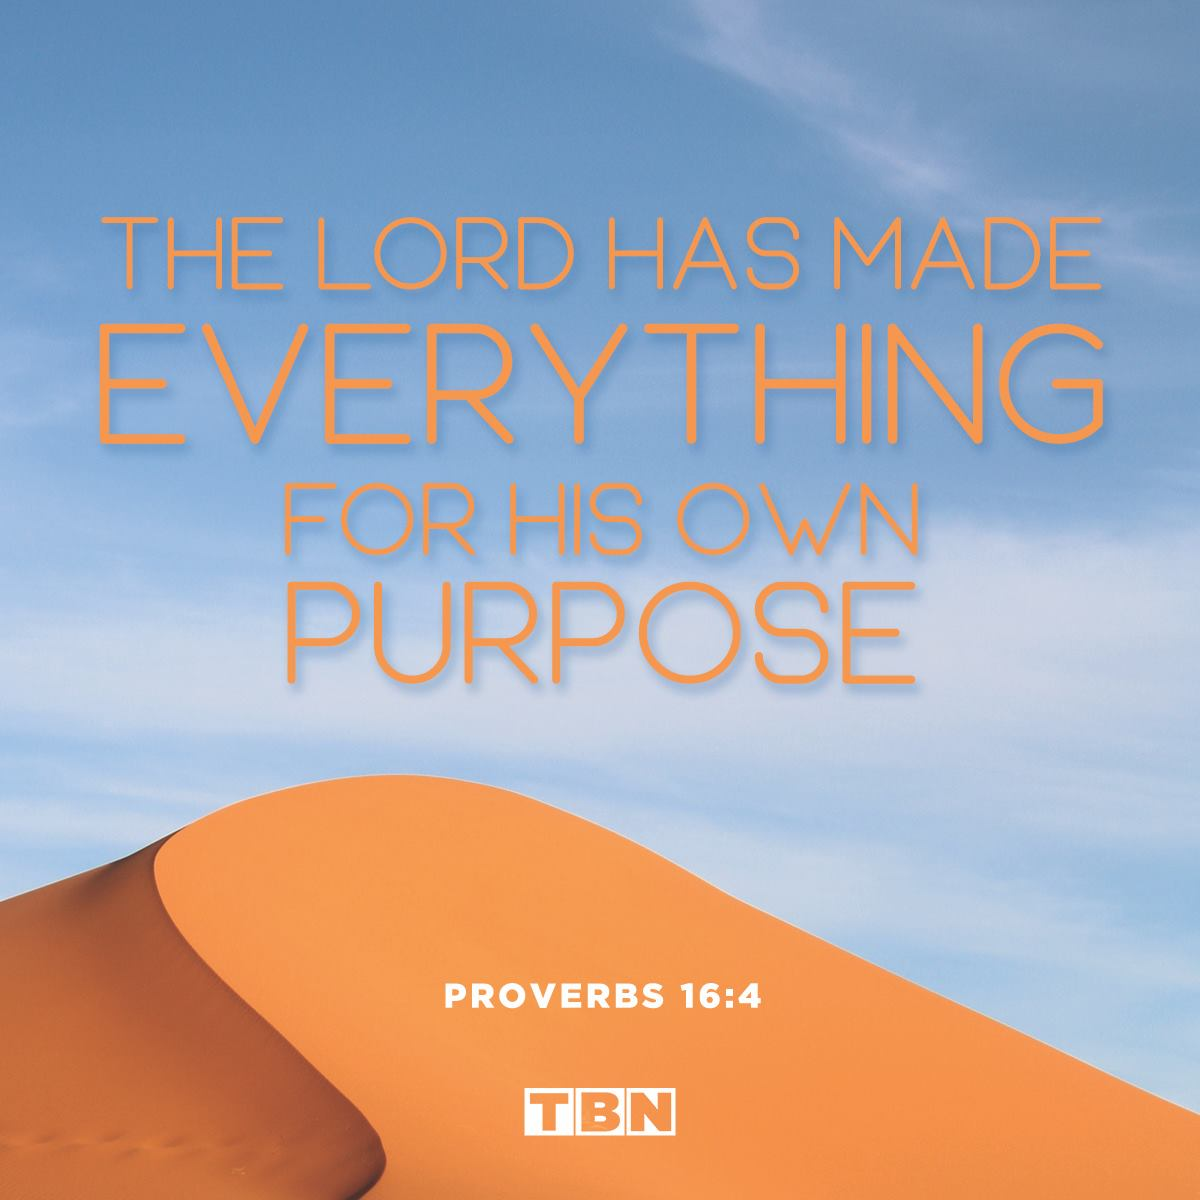 THE LORD HAS MADE
EVERYTHING
FOR HIS OWN
PURPOSE
PROVERBS 16:4
TBN